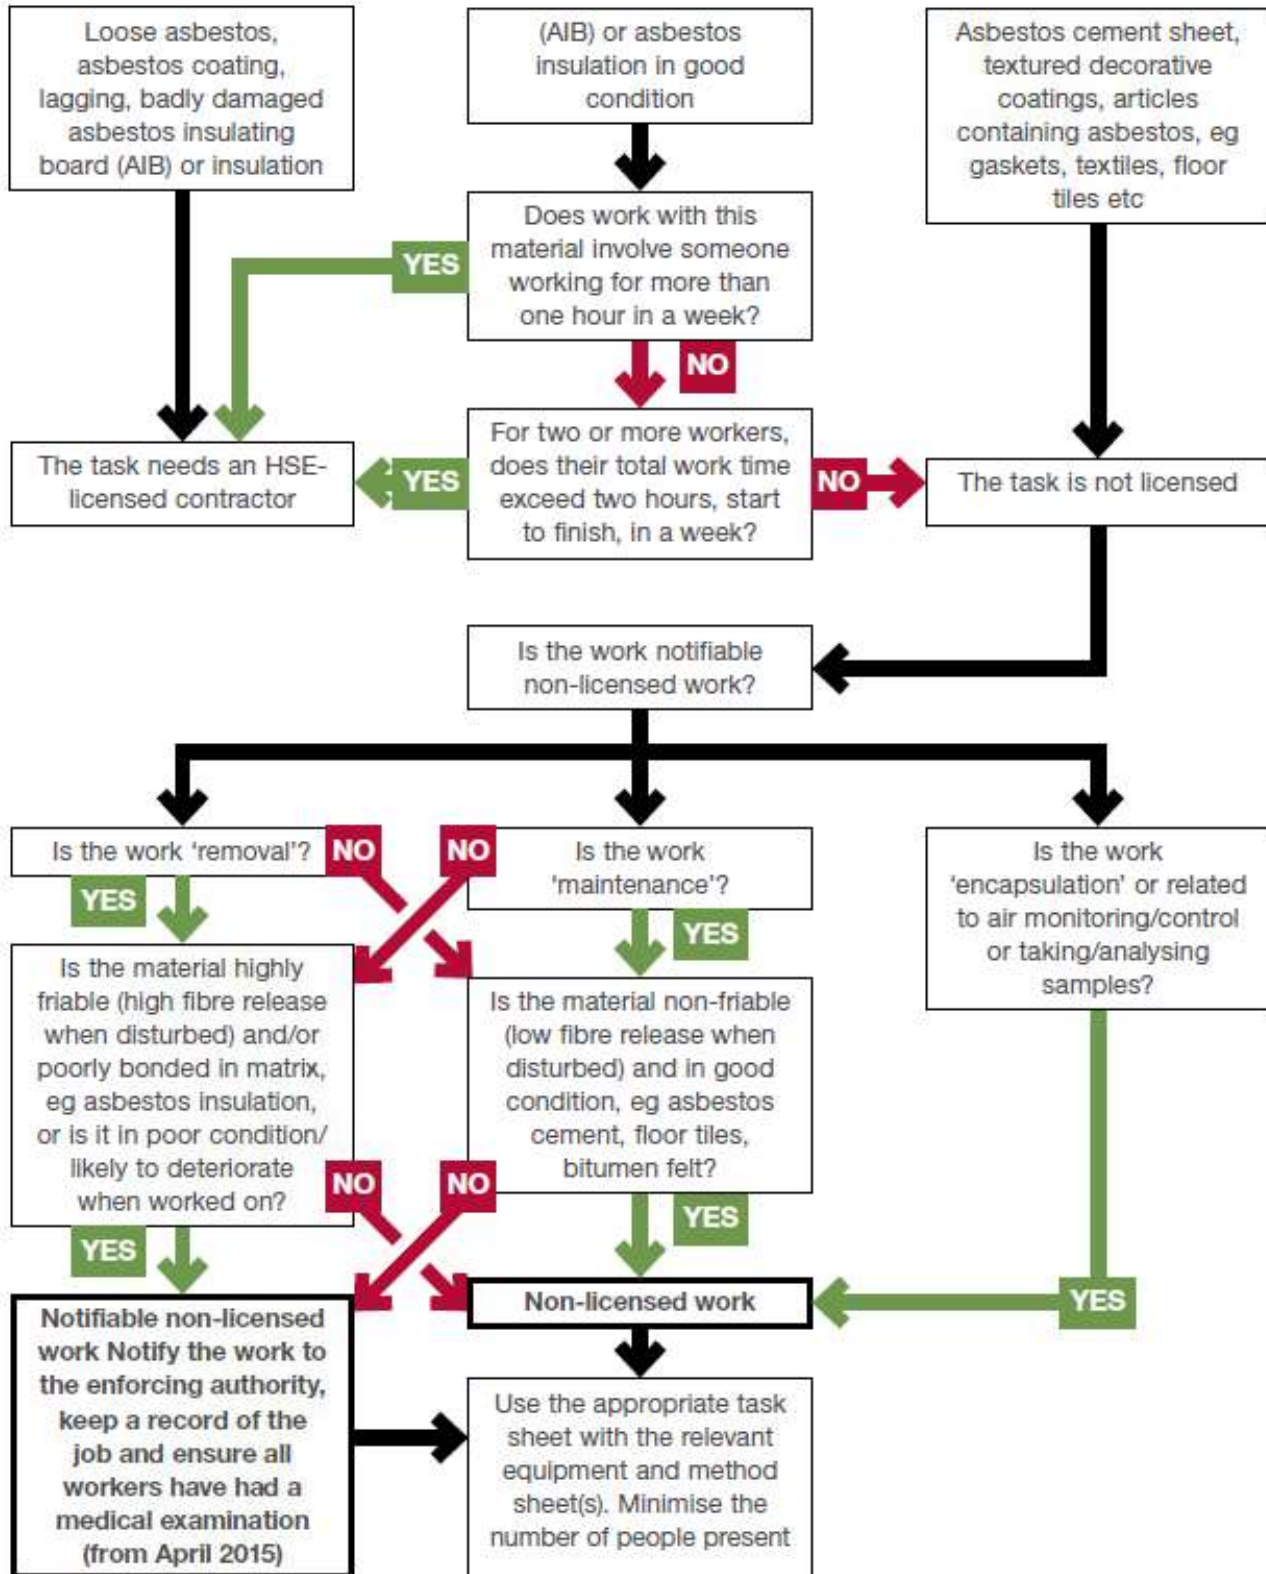 Loose asbestos,
asbestos coating,
lagging, badly damaged
asbestos insulating
board (AIB) or insulation
(AIB) or asbestos
insulation in good
condition
Asbestos cement sheet,
textured decorative
coatings, articles
containing asbestos, eg
gaskets, textiles, floor
tiles etc
Does work with this
material involve someone
working for more than
one hour in a week?
YES
NO
The task needs an HSE-
licensed contractor
YES
For two or more workers,
does their total work time
exceed two hours, start
to finish, in a week?
NO
The task is not licensed
Is the work notifiable
non-licensed work?
Is the work ‘removal’?
NO
YES
NO
Is the work
‘maintenance’?
YES
Is the work
‘encapsulation’ or related
to air monitoring/control
or taking/analysing
samples?
Is the material highly
friable (high fibre release
when disturbed) and/or
poorly bonded in matrix,
eg asbestos insulation,
or is it in poor condition/
likely to deteriorate
when worked on?
NO
YES
NO
Is the material non-friable
(low fibre release when
disturbed) and in good
condition, eg asbestos
cement, floor tiles,
bitumen felt?
YES
YES
Notifiable non-licensed
work Notify the work to
the enforcing authority,
keep a record of the
job and ensure all
workers have had a
medical examination
(from April 2015)
Non-licensed work
Use the appropriate task
sheet with the relevant
equipment and method
sheet(s). Minimise the
number of people present